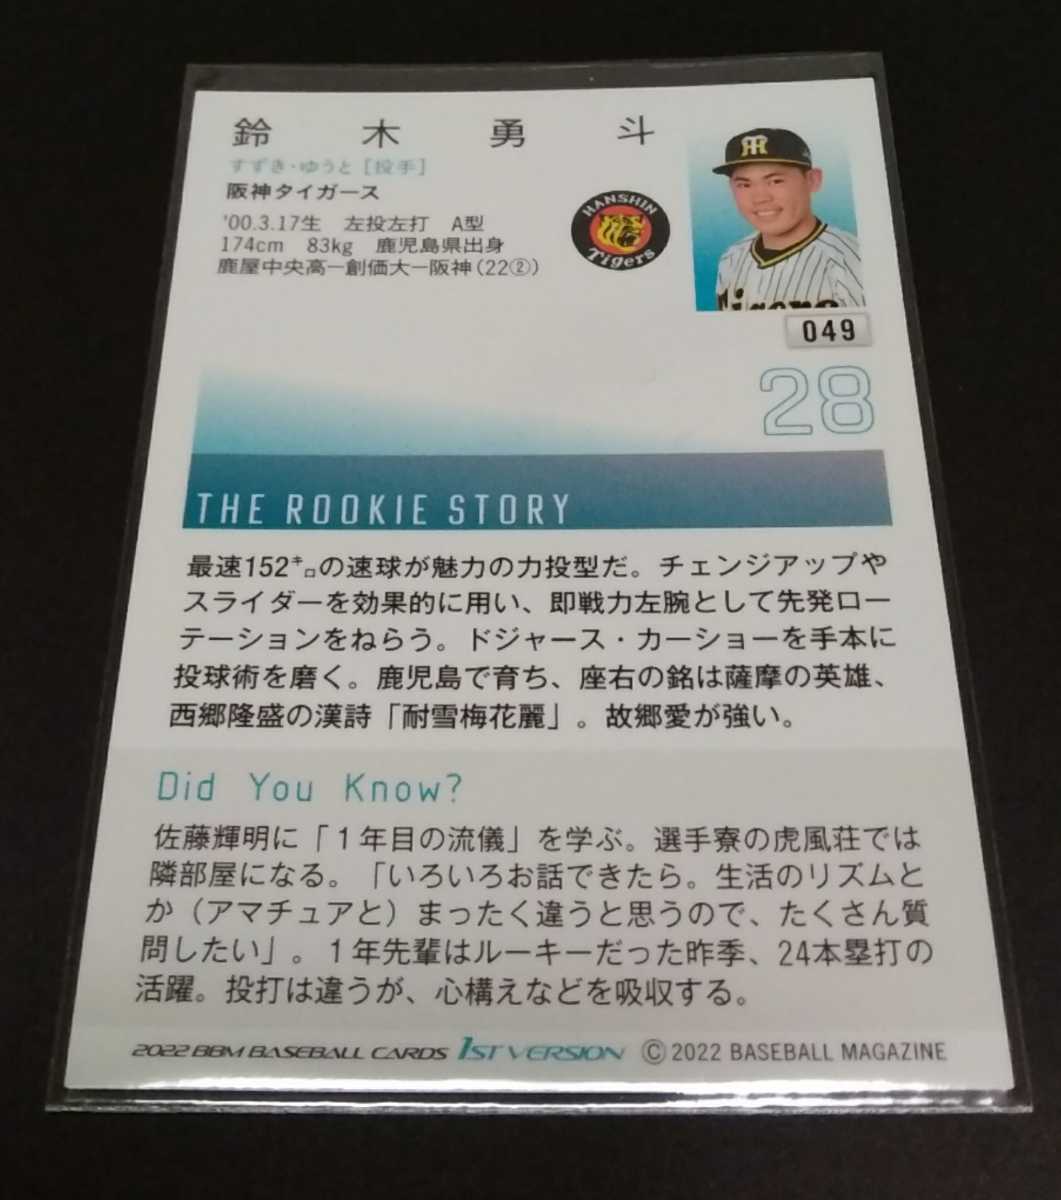 鈴木勇斗
すずき・ゆうと［投手］
阪神タイガース
'00.3.17生　左投左打　A型
174cm　83kg　鹿児島県出身
鹿屋中央高ー創価大ー阪神(22②)
HANSHIN
Tigers
049
28
THE ROOKIE STORY
最速152㌔の速球が魅力の力投型だ。チェンジアップや
スライダーを効果的に用い、即戦力左腕として先発ロー
テーションをねらう。ドジャース・カーショーを手本に
投球術を磨く。鹿児島で育ち、座右の銘は薩摩の英雄、
西郷隆盛の漢詩「耐雪梅花麗」。故郷愛が強い。
Did You Know?
佐藤輝明に「１年目の流儀」を学ぶ。選手寮の虎風荘では
隣部屋になる。「いろいろお話できたら。生活のリズムと
か（アマチュアと）まったく違うと思うので、たくさん質
問したい」。１年先輩はルーキーだった昨季、24本塁打の
活躍。投打は違うが、心構えなどを吸収する。
2022 BBM BASEBALL CARDS 1ST VERSION ©2022 BASEBALL MAGAZINE